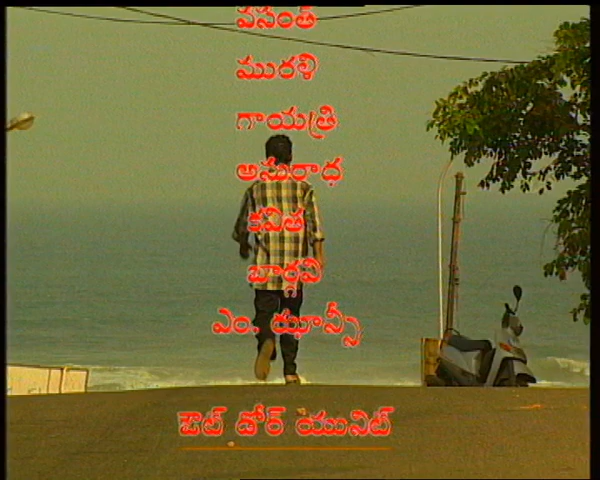 వసంత్
మురళి
గాయత్రి
అనురాధ
కవిత
బార్గవి
ఎం. ఝాన్సీ
ఔట్ డోర్ యునిట్